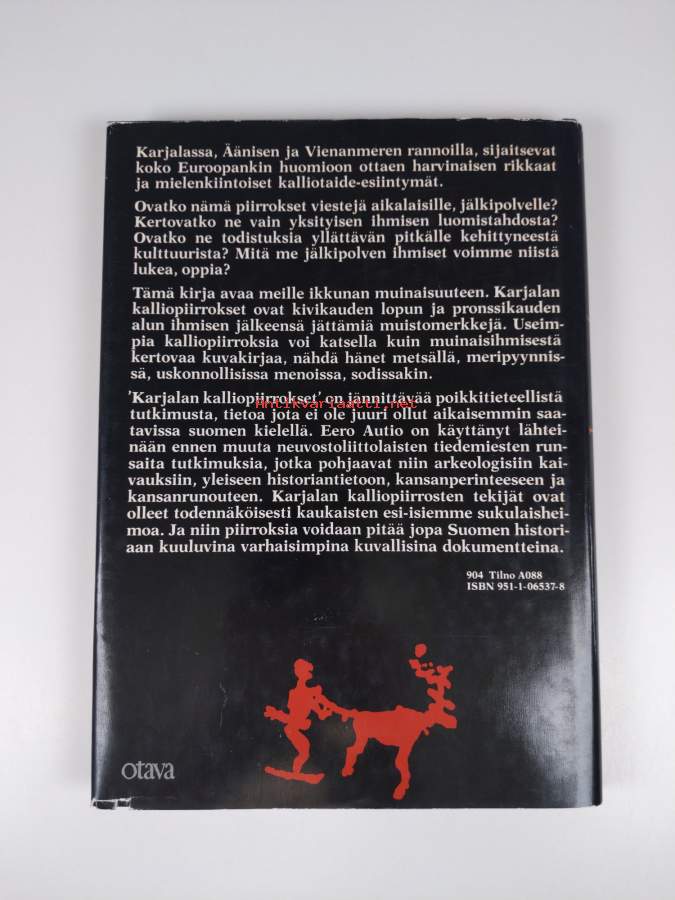 Karjalassa, Äänisen ja Vienanmeren rannoilla, sijaitsevat
koko Euroopankin huomioon ottaen harvinaisen rikkaat
ja mielenkiintoiset kalliotaide-esiintymät.
Ovatko nämä piirrokset viestejä aikalaisille, jälkipolvelle?
Kertovatko ne vain yksityisen ihmisen luomistahdosta?
Ovatko ne todistuksia yllättävän pitkälle kehittyneestä
kulttuurista? Mitä me jälkipolven ihmiset voimme niistä
lukea, oppia?
Tämä kirja avaa meille ikkunan muinaisuuteen. Karjalan
kalliopiirrokset ovat kivikauden lopun ja pronssikauden
alun ihmisen jälkeensä jättämiä muistomerkkejä. Useim-
pia kalliopiirroksia voi katsella kuin muinaisihmisestä
kertovaa kuvakirjaa, nähdä hänet metsällä, meripyynnis-
sä, uskonnollisissa menoissa, sodissakin.
'Karjalan kalliopiirrokset' on jännittävää poikkitieteellistä
tutkimusta, tietoa jota ei ole juuri ollut aikaisemmin saa-
Antikvariaatti.net
tavissa suomen kielellä. Eero Autio on käyttänyt lähtei-
nään ennen muuta neuvostoliittolaisten tiedemiesten run-
saita tutkimuksia, jotka pohjaavat niin arkeologisiin kai-
vauksiin, yleiseen historiantietoon, kansanperinteeseen ja
kansanrunouteen. Karjalan kalliopiirrosten tekijät ovat
olleet todennäköisesti kaukaisten esi-isiemme sukulaishei-
moa. Ja niin piirroksia voidaan pitää jopa Suomen histori-
aan kuuluvina varhaisimpina kuvallisina dokumentteina.
904 Tilno A088
ISBN 951-1-06537-8
otava